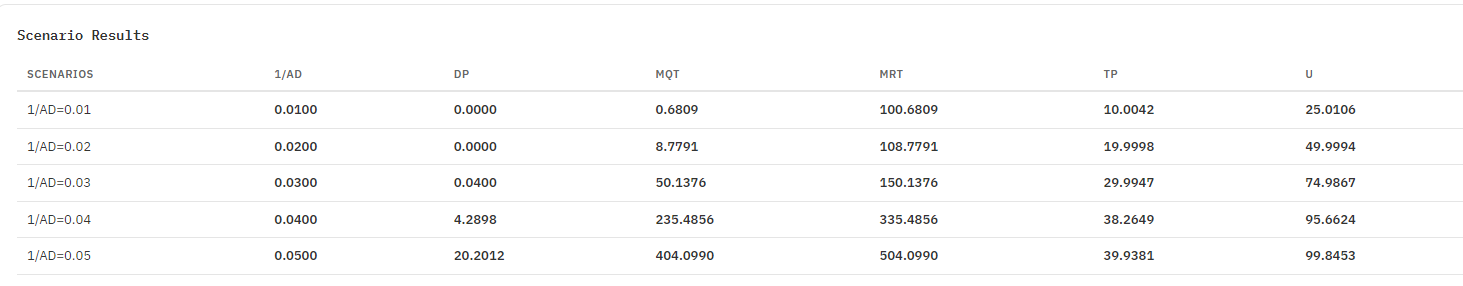 Scenario Results
SCENARIOS 1/AD DP MQT MRT TP U
1/AD=0.01 0.0100 0.0000 0.6809 100.6809 10.0042 25.0106
1/AD=0.02 0.0200 0.0000 8.7791 108.7791 19.9998 49.9994
1/AD=0.03 0.0300 0.0400 50.1376 150.1376 29.9947 74.9867
1/AD=0.04 0.0400 4.2898 235.4856 335.4856 38.2649 95.6624
1/AD=0.05 0.0500 20.2012 404.0990 504.0990 39.9381 99.8453